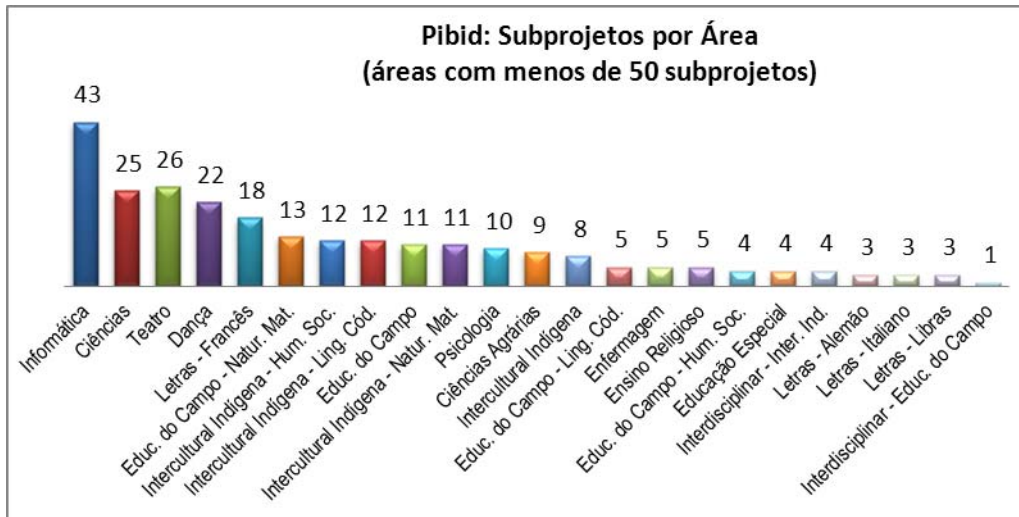 Pibid: Subprojetos por Área
(áreas com menos de 50 subprojetos)
43
25
26
22
18
13
12
12
11
11
10
9
8
5
5
5
4
4
4
3
3
3
1
Informática
Ciências
Teatro
Dança
Letras - Francês
Educ. do Campo - Natur. Mat.
Intercultural Indígena - Hum. Soc.
Intercultural Indígena - Ling. Cód.
Educ. do Campo
Intercultural Indígena - Natur. Mat.
Psicologia
Ciências Agrárias
Intercultural Indígena
Educ. do Campo - Ling. Cód.
Enfermagem
Ensino Religioso
Educ. do Campo - Hum. Soc.
Educação Especial
Interdisciplinar - Inter. Ind.
Letras - Alemão
Letras - Italiano
Letras - Libras
Interdisciplinar - Educ. do Campo